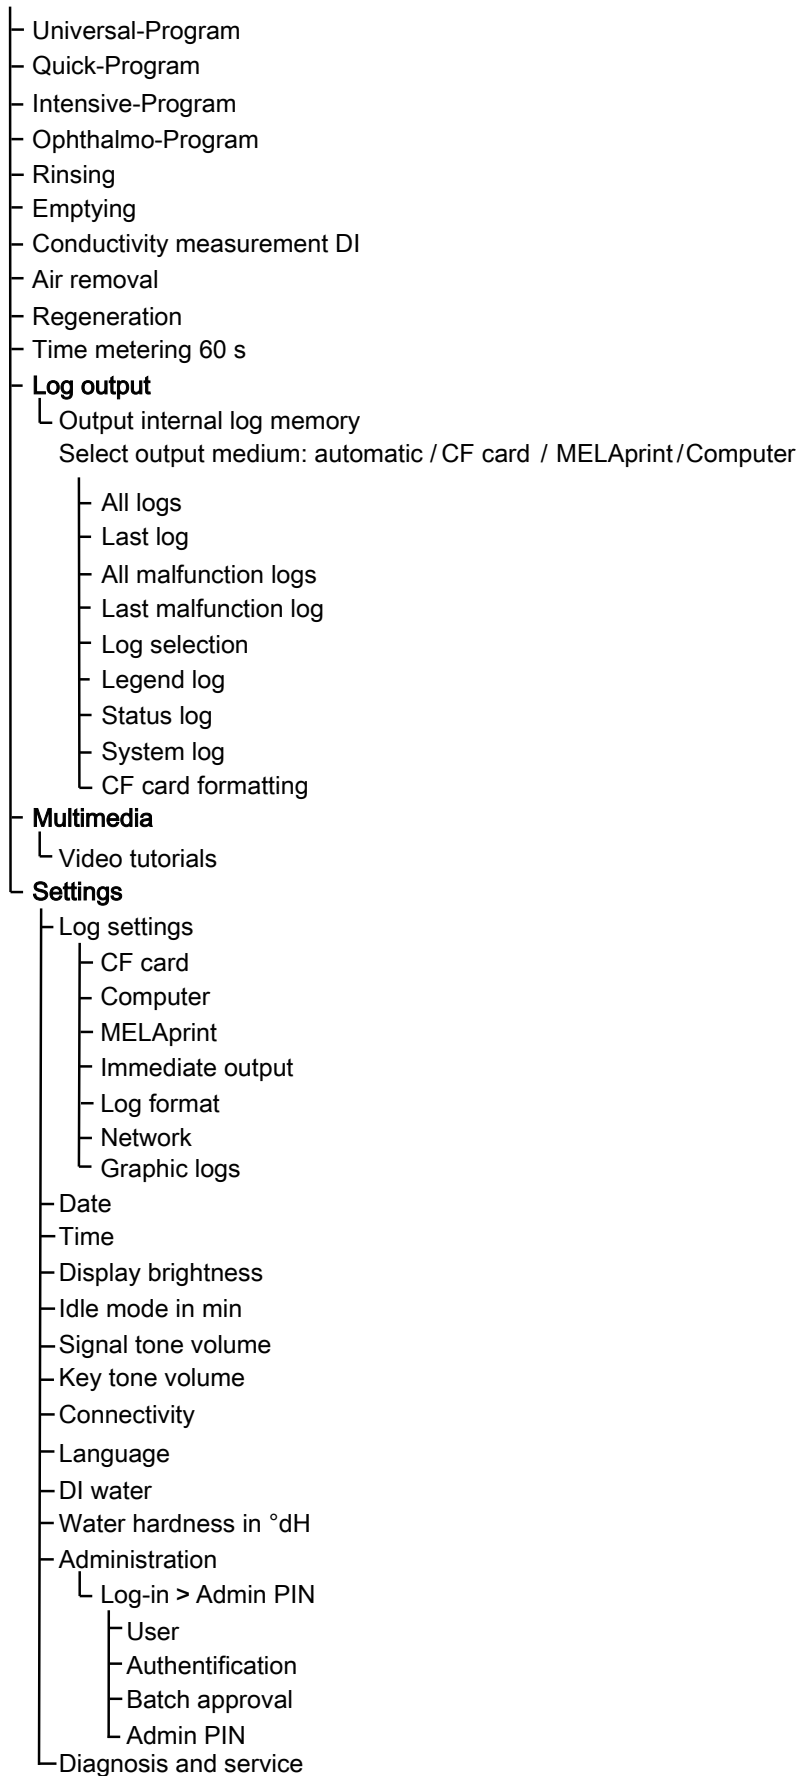 Universal-Program
Quick-Program
Intensive-Program
Ophthalmo-Program
Rinsing
Emptying
Conductivity measurement DI
Air removal
Regeneration
Time metering 60 s
Log output
Output internal log memory
Select output medium: automatic / CF card / MELAprint/Computer
All logs
Last log
All malfunction logs
Last malfunction log
Log selection
Legend log
Status log
System log
CF card formatting
Multimedia
Video tutorials
Settings
Log settings
CF card
Computer
MELAprint
Immediate output
Log format
Network
Graphic logs
Date
Time
Display brightness
Idle mode in min
Signal tone volume
Key tone volume
Connectivity
Language
DI water
Water hardness in °dH
Administration
Log-in > Admin PIN
User
Authentification
Batch approval
Admin PIN
Diagnosis and service